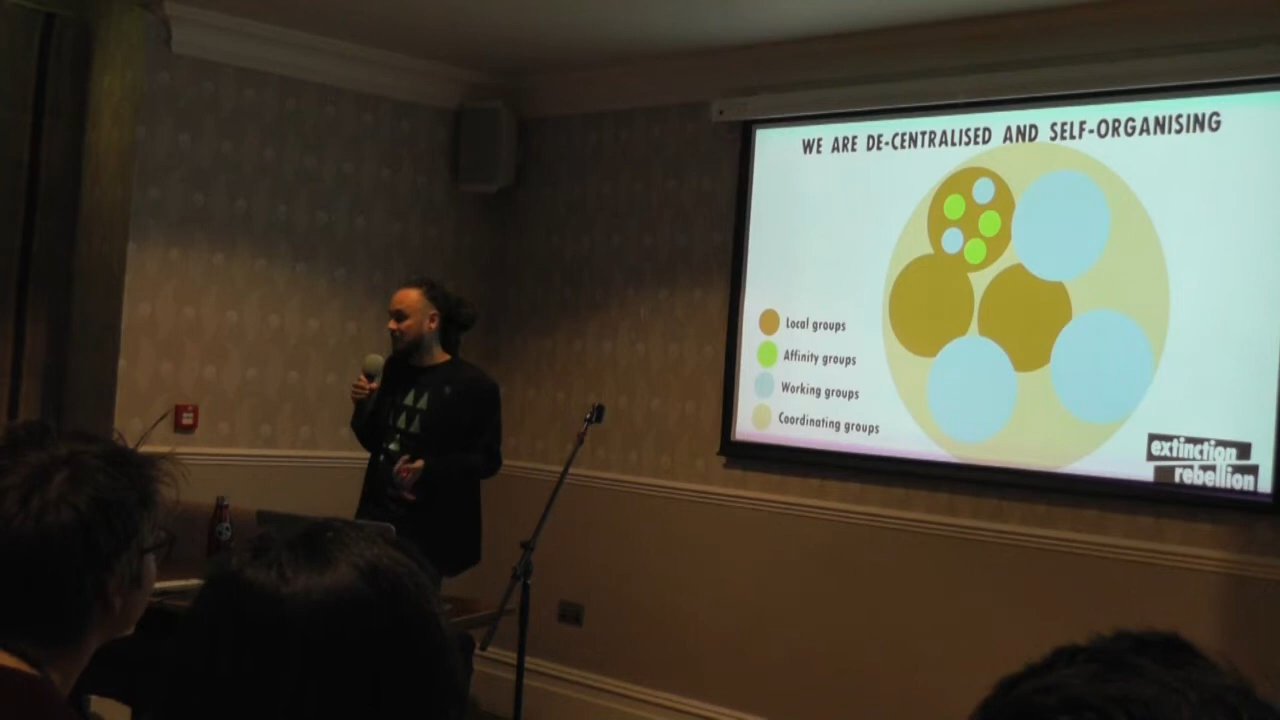 WE ARE DE-CENTRALISED AND SELF-ORGANISING
Local groups
Affinity groups
Working groups
Coordinating groups
extinction
rebellion